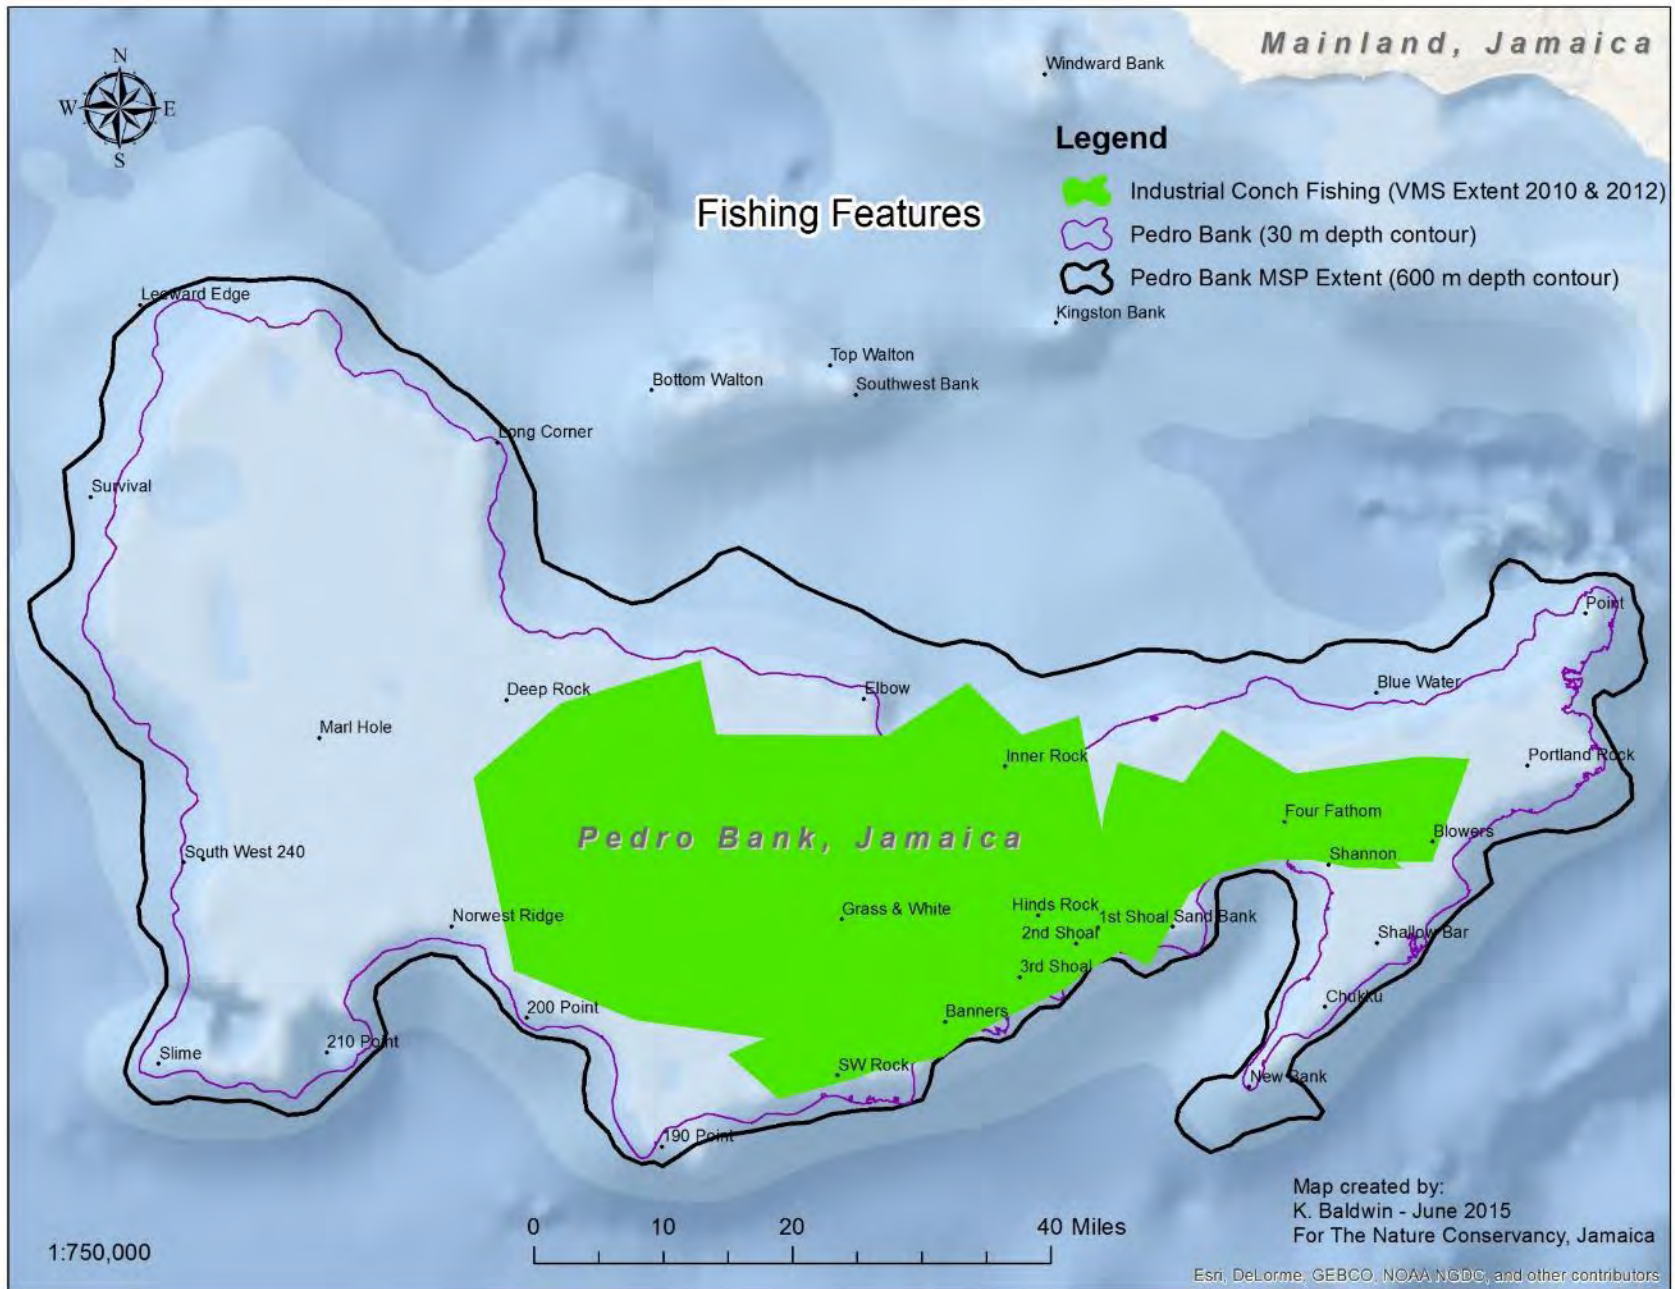 Mainland, Jamaica
Windward Bank
N
W E
S
Legend
Industrial Conch Fishing (VMS Extent 2010 & 2012)
Pedro Bank (30 m depth contour)
Pedro Bank MSP Extent (600 m depth contour)
Fishing Features
Leeward Edge
Kingston Bank
Top Walton
Bottom Walton
Southwest Bank
Long Corner
Survival
Point
Deep Rock
Elbow
Blue Water
Marl Hole
Inner Rock
Portland Rock
Pedro Bank, Jamaica
Four Fathom
Blowers
South West 240
Shannon
Norwest Ridge
Grass & White
Hinds Rock
1st Shoal Sand Bank
2nd Shoal
Shallow Bar
3rd Shoal
200 Point
Banners
Chukku
210 Point
Slime
SW Rock
New Bank
190 Point
Map created by:
K. Baldwin - June 2015
For The Nature Conservancy, Jamaica
0 10 20 40 Miles
1:750,000
Esri, DeLorme, GEBCO, NOAA NGDC, and other contributors